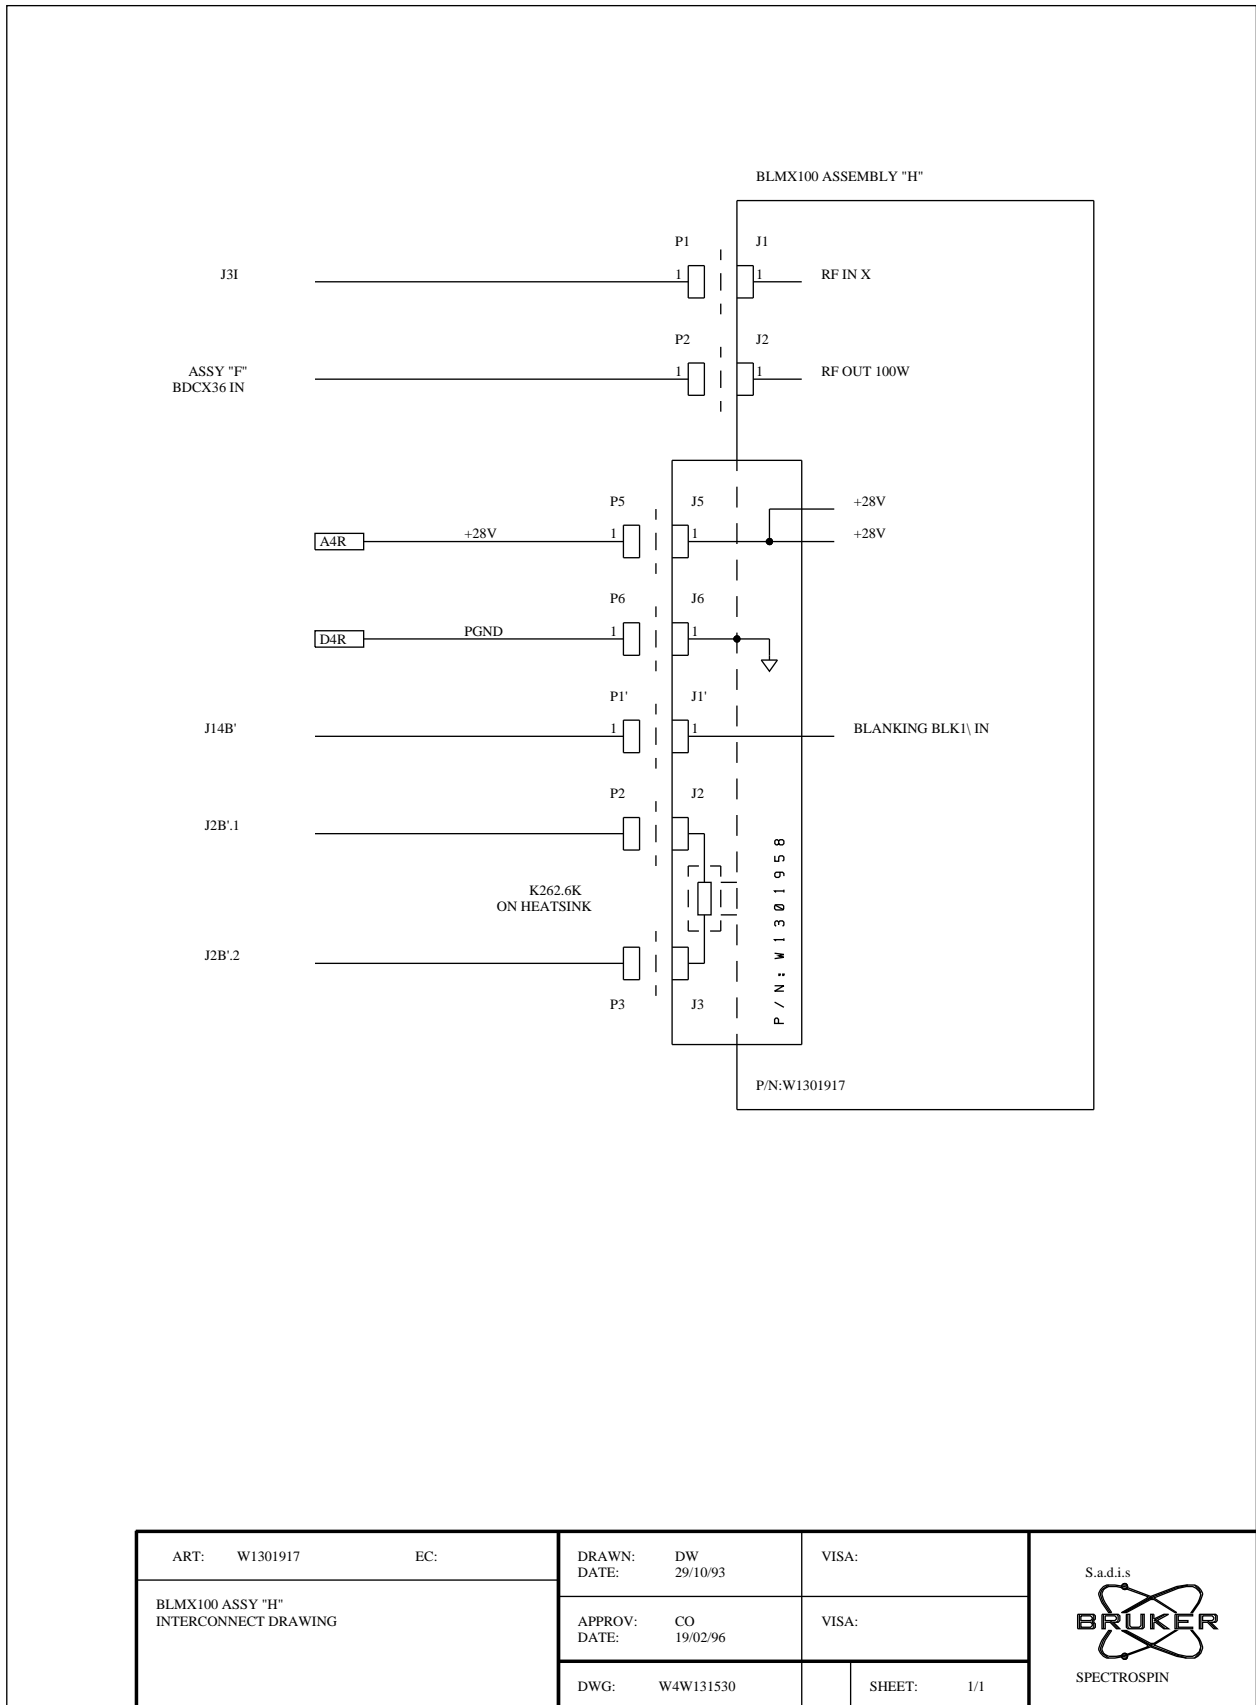 BLMX100 ASSEMBLY "H"
P1 J1
J3I 1 1 RF IN X
P2 J2
ASSY "F" 1 1 RF OUT 100W
BDCX36 IN
P5 J5 +28V
A4R +28V 1 1 +28V
P6 J6
D4R PGND 1 1
P1' J1'
J14B' 1 1 BLANKING BLK1\ IN
P2 J2
J2B'.1
K262.6K
ON HEATSINK
J2B'.2
P3 J3
P/N: W1301958
P/N:W1301917
ART: W1301917 EC:
BLMX100 ASSY "H"
INTERCONNECT DRAWING
DRAWN: DW
DATE: 29/10/93
VISA:
APPROV: CO
DATE: 19/02/96
VISA:
DWG: W4W131530
SHEET: 1/1
S.a.d.i.s
BRUKER
SPECTROSPIN